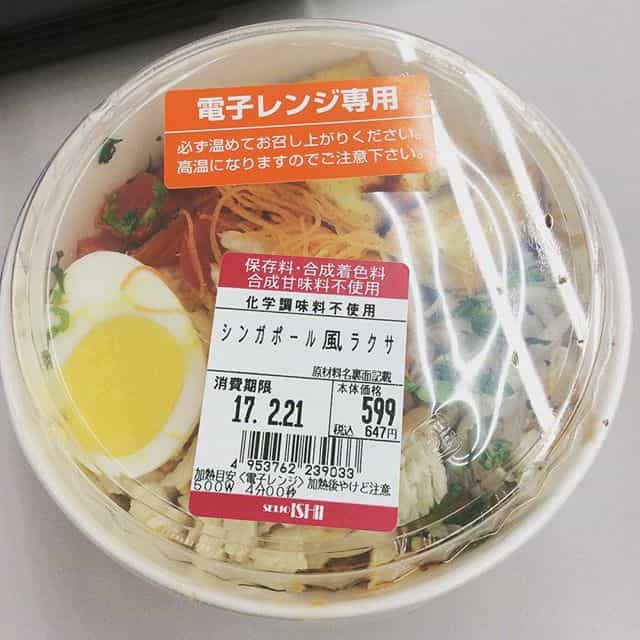 電子レンジ専用
必ず温めてお召し上がりください。
高温になりますのでご注意下さい。
保存料・合成着色料
合成甘味料不使用
化学調味料不使用
シンガポール風ラクサ
原材料名裏面記載
消費期限 本体価格
17. 2.21 599
税込 647円
4 953762 239033
加熱目安<電子レンジ>加熱後やけど注意
500W 4分00秒
SEIJO ISHII